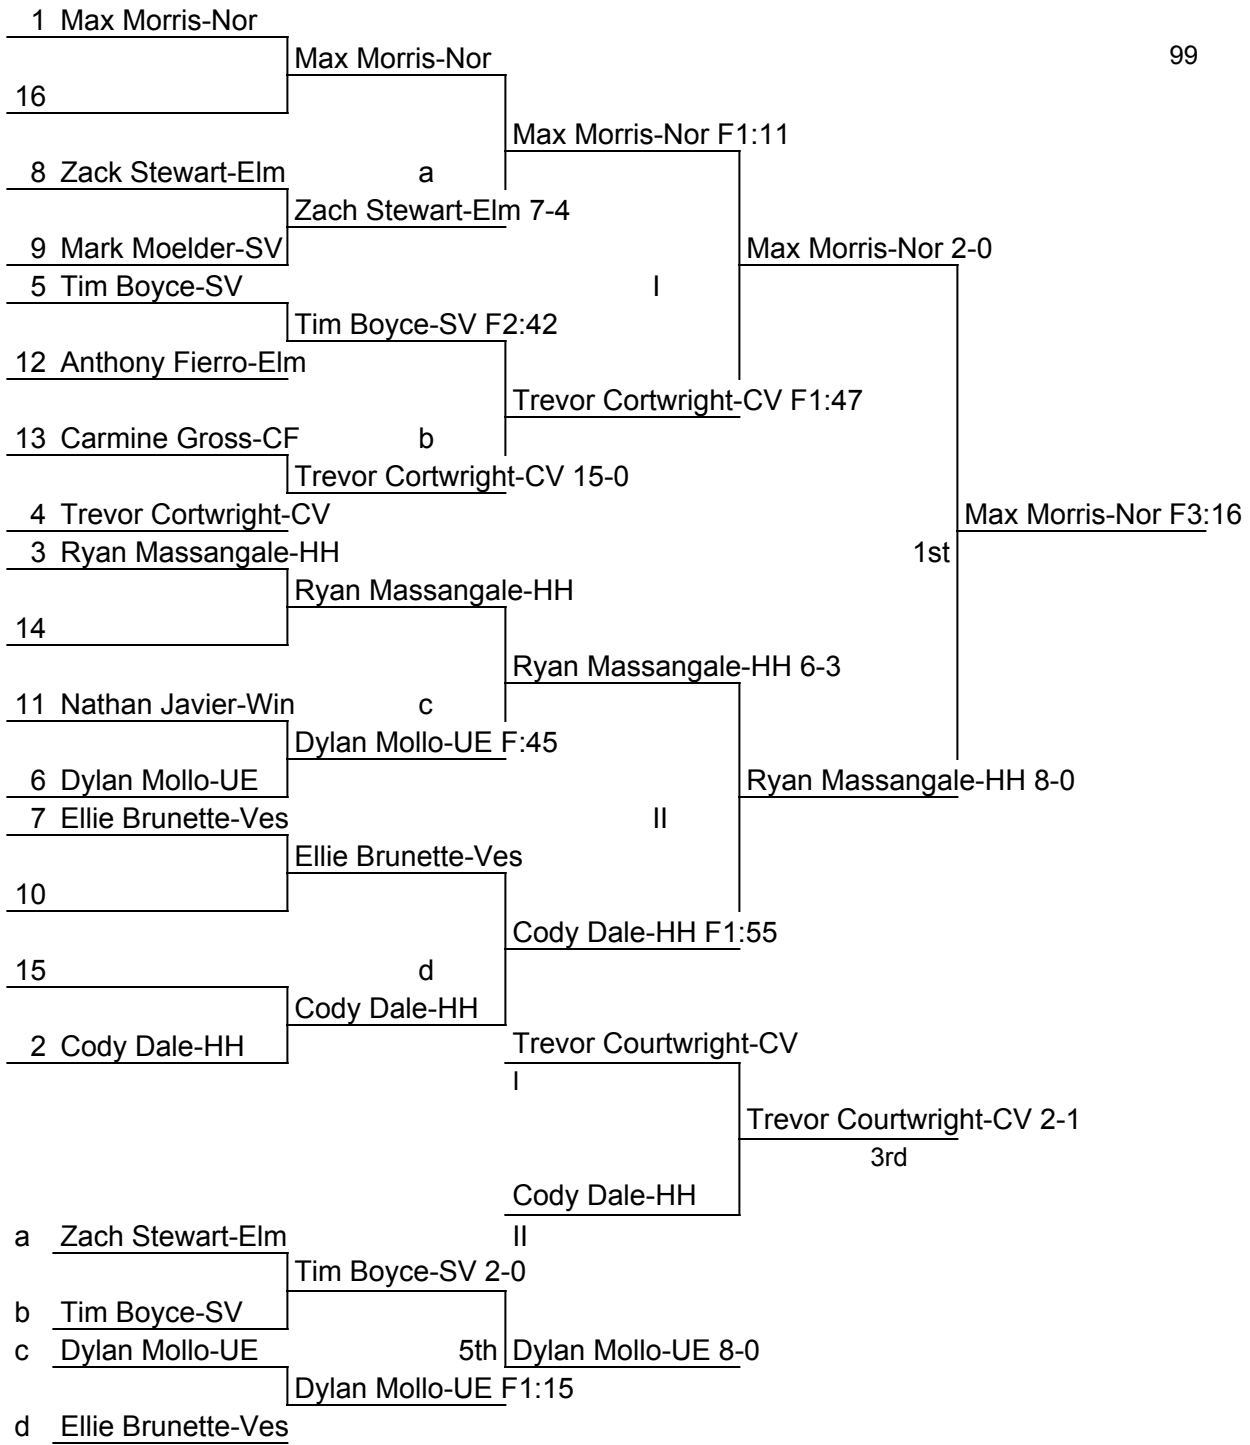 1 Max Morris-Nor
Max Morris-Nor
99
16
Max Morris-Nor F1:11
8 Zack Stewart-Elm
a
Zach Stewart-Elm 7-4
9 Mark Moelder-SV
Max Morris-Nor 2-0
5 Tim Boyce-SV
I
Tim Boyce-SV F2:42
12 Anthony Fierro-Elm
Trevor Cortwright-CV F1:47
13 Carmine Gross-CF
b
Trevor Cortwright-CV 15-0
4 Trevor Cortwright-CV
Max Morris-Nor F3:16
3 Ryan Massangale-HH
1st
Ryan Massangale-HH
14
Ryan Massangale-HH 6-3
11 Nathan Javier-Win
c
Dylan Mollo-UE F:45
6 Dylan Mollo-UE
Ryan Massangale-HH 8-0
7 Ellie Brunette-Ves
II
Ellie Brunette-Ves
10
Cody Dale-HH F1:55
15
d
Cody Dale-HH
2 Cody Dale-HH
Trevor Courtwright-CV
I
Trevor Courtwright-CV 2-1
3rd
Cody Dale-HH
a Zach Stewart-Elm
II
Tim Boyce-SV 2-0
b Tim Boyce-SV
c Dylan Mollo-UE
5th Dylan Mollo-UE 8-0
Dylan Mollo-UE F1:15
d Ellie Brunette-Ves